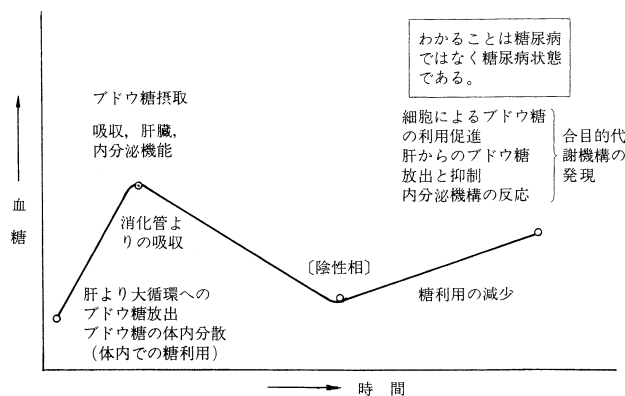 わかることは糖尿病
ではなく糖尿病状態
である。
ブドウ糖摂取
吸収，肝臓，
内分泌機能
細胞によるブドウ糖
の利用促進
肝からのブドウ糖
放出と抑制
内分泌機構の反応
合目的代
謝機構の
発現
血
糖
消化管よ
りの吸収
〔陰性相〕
肝より大循環への
ブドウ糖放出
ブドウ糖の体内分散
（体内での糖利用）
糖利用の減少
時間